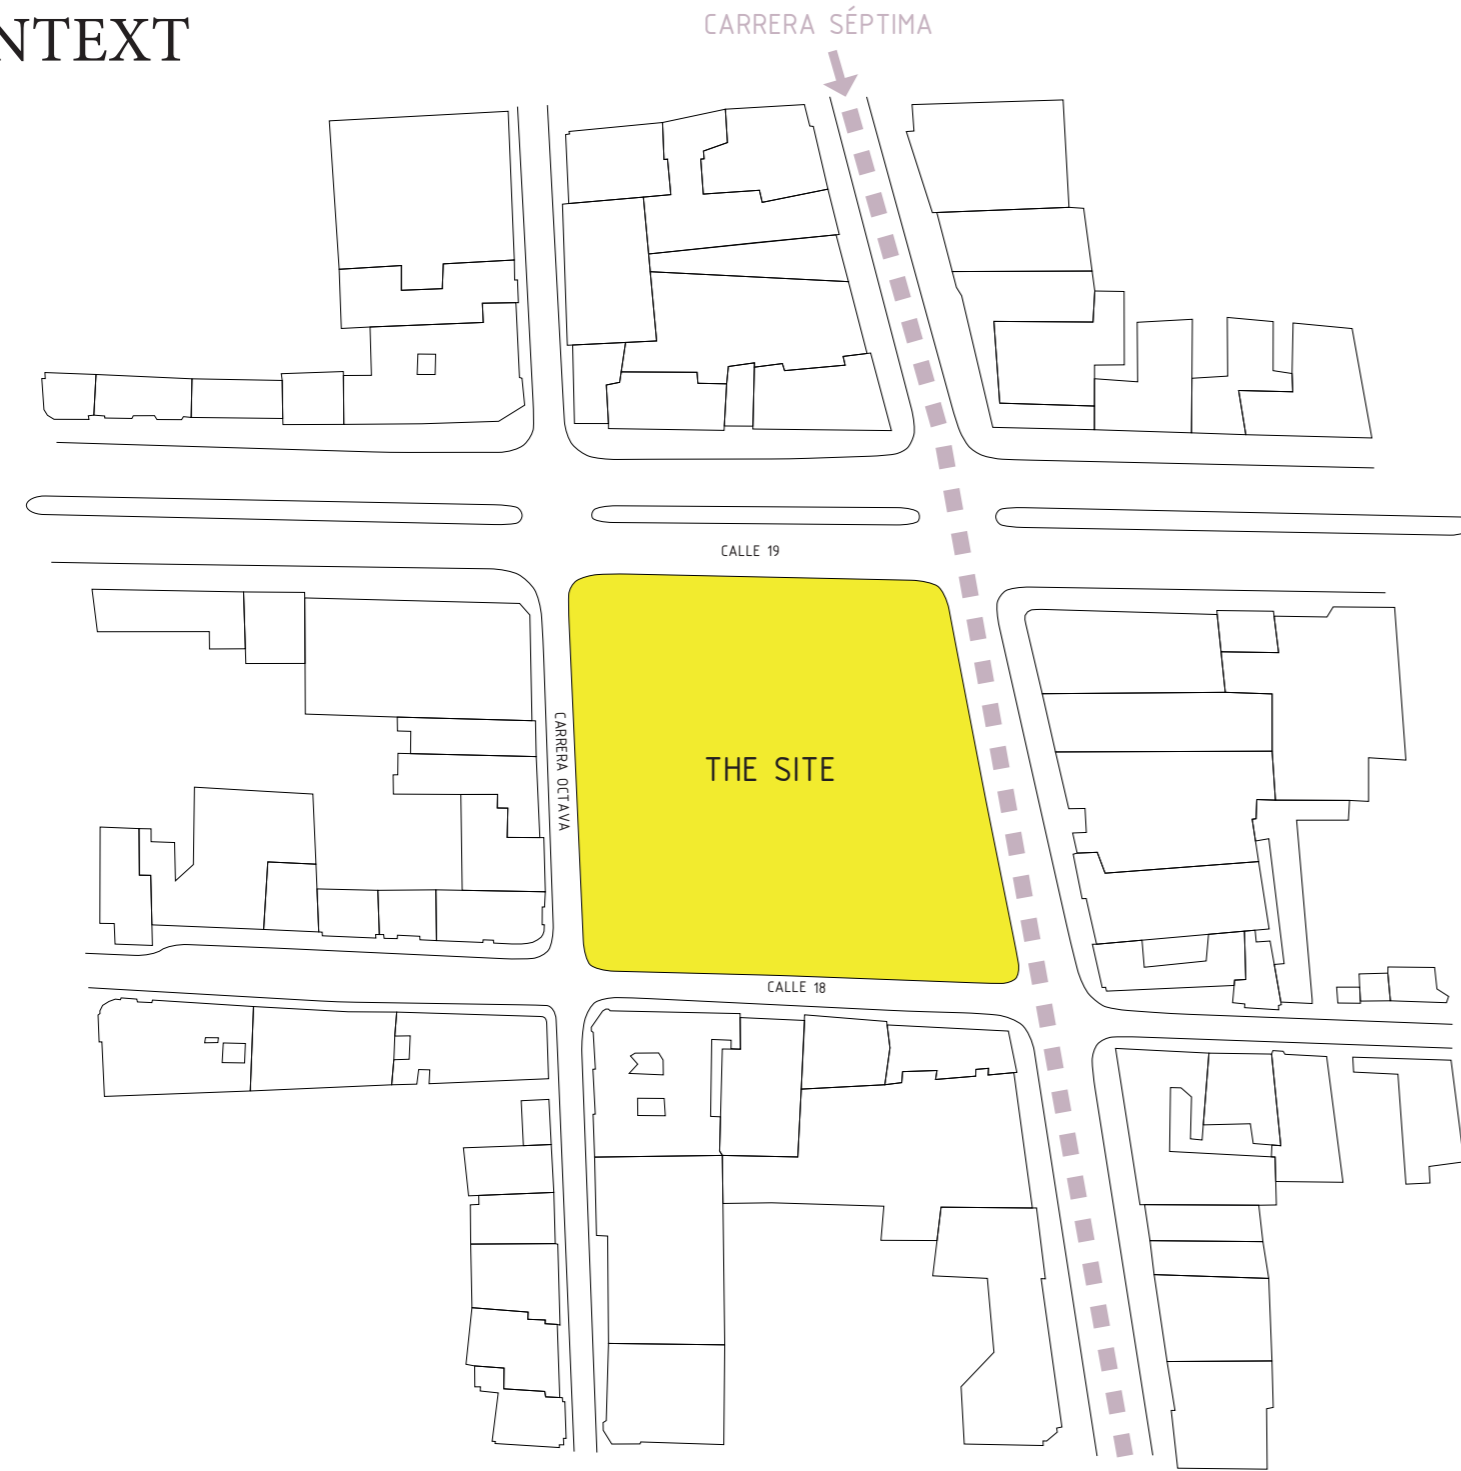 NTEXT
CARRERA SÉPTIMA
CALLE 19
CARRERA OCTAVA
THE SITE
CALLE 18